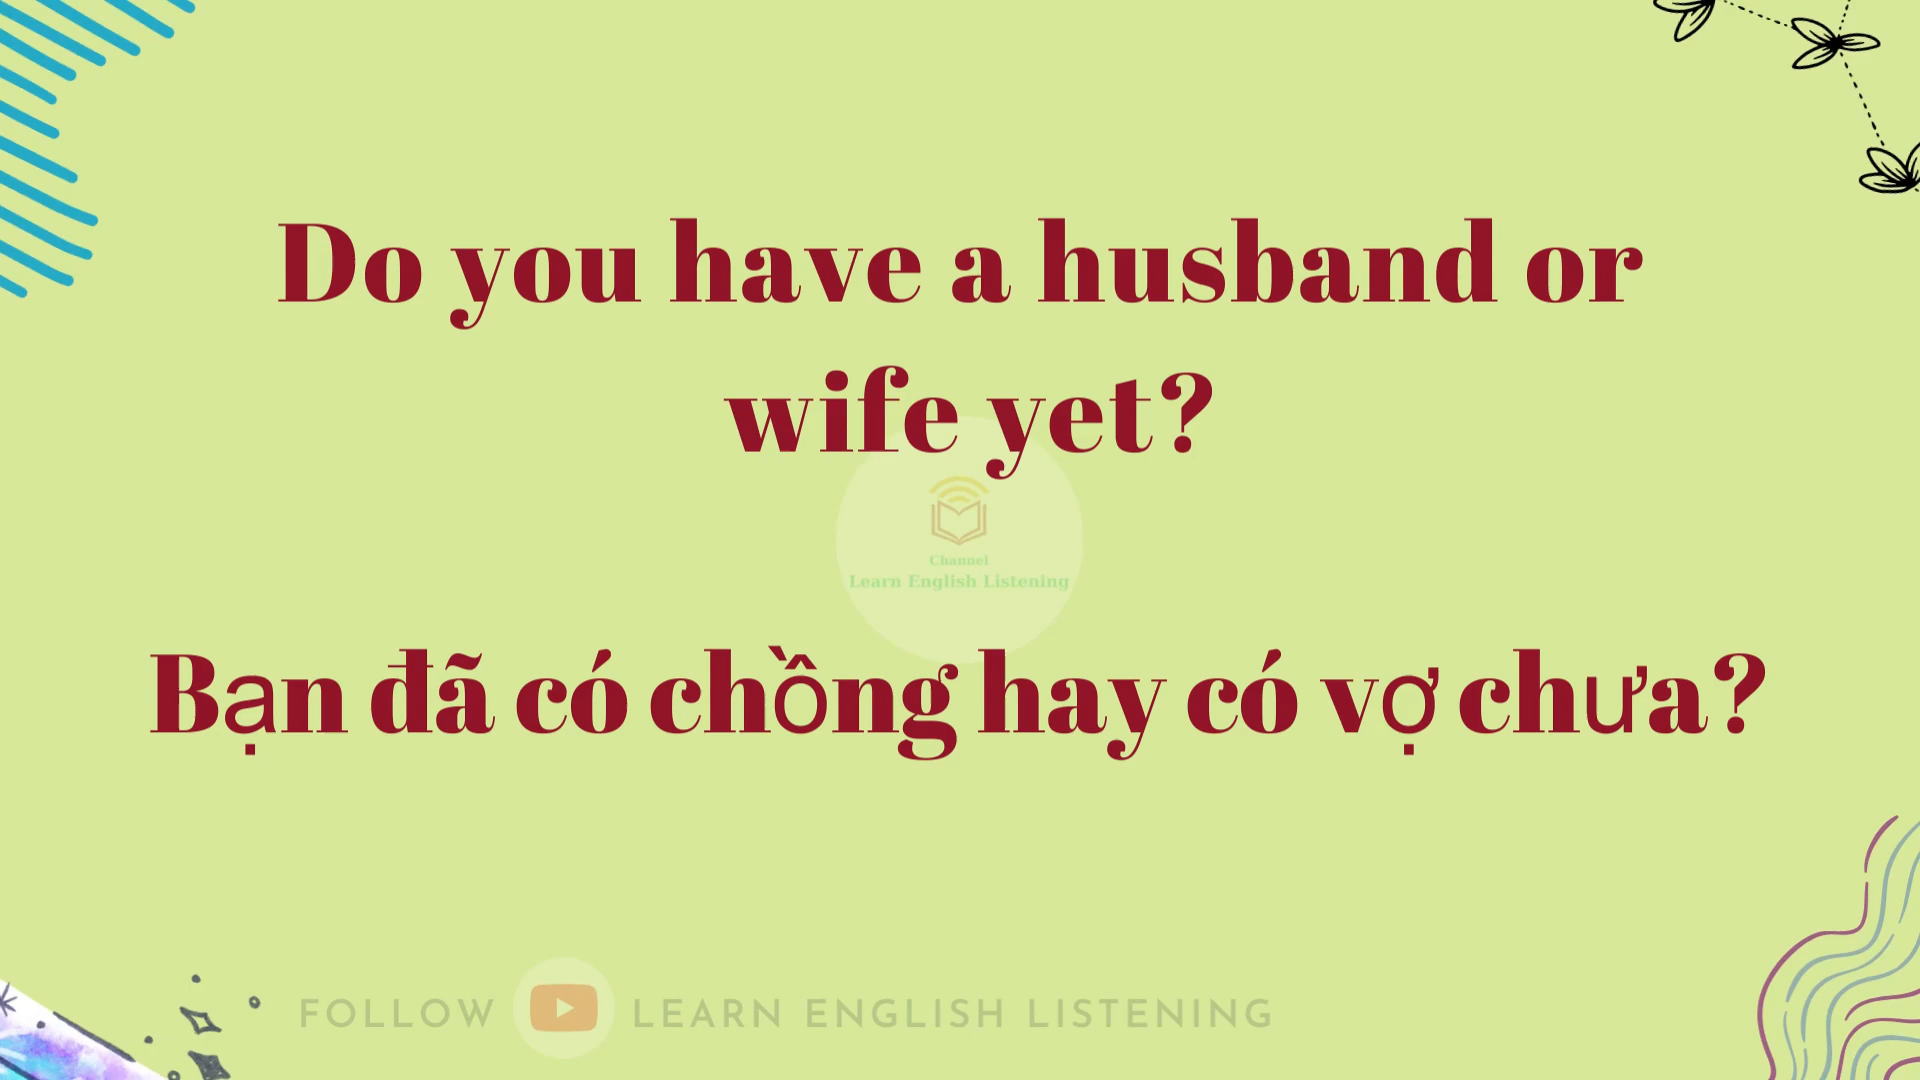 Do you have a husband or
wife yet?
Channel
Learn English Listening
Bạn đã có chồng hay có vợ chưa?
FOLLOW LEARN ENGLISH LISTENING